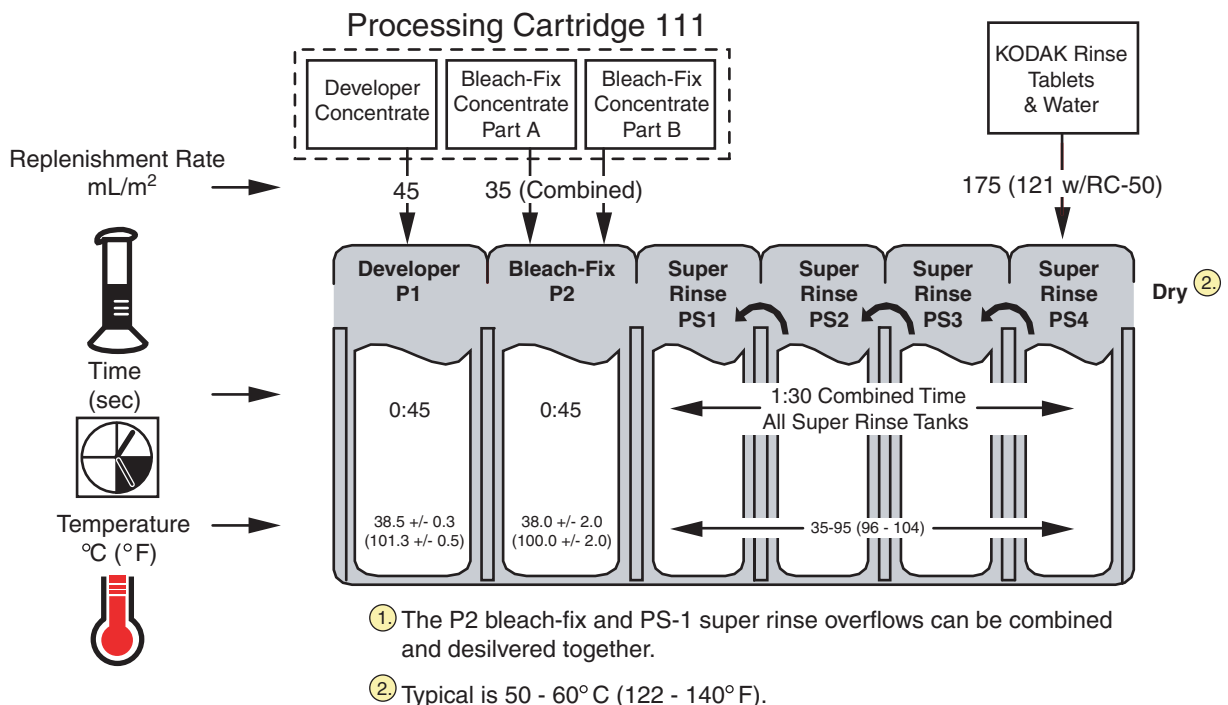 Processing Cartridge 111
Developer
Concentrate
Bleach-Fix
Concentrate
Part A
Bleach-Fix
Concentrate
Part B
KODAK Rinse
Tablets
& Water
Replenishment Rate
mL/m²
45
35 (Combined)
175 (121 w/RC-50)
Developer
P1
Bleach-Fix
P2
Super
Rinse
PS1
Super
Rinse
PS2
Super
Rinse
PS3
Super
Rinse
PS4
Dry 2.
Time
(sec)
0:45
0:45
1:30 Combined Time
All Super Rinse Tanks
Temperature
°C (°F)
38.5 +/- 0.3
(101.3 +/- 0.5)
38.0 +/- 2.0
(100.0 +/- 2.0)
35-95 (96 - 104)
1. The P2 bleach-fix and PS-1 super rinse overflows can be combined
and desilvered together.
2. Typical is 50 - 60°C (122 - 140°F).